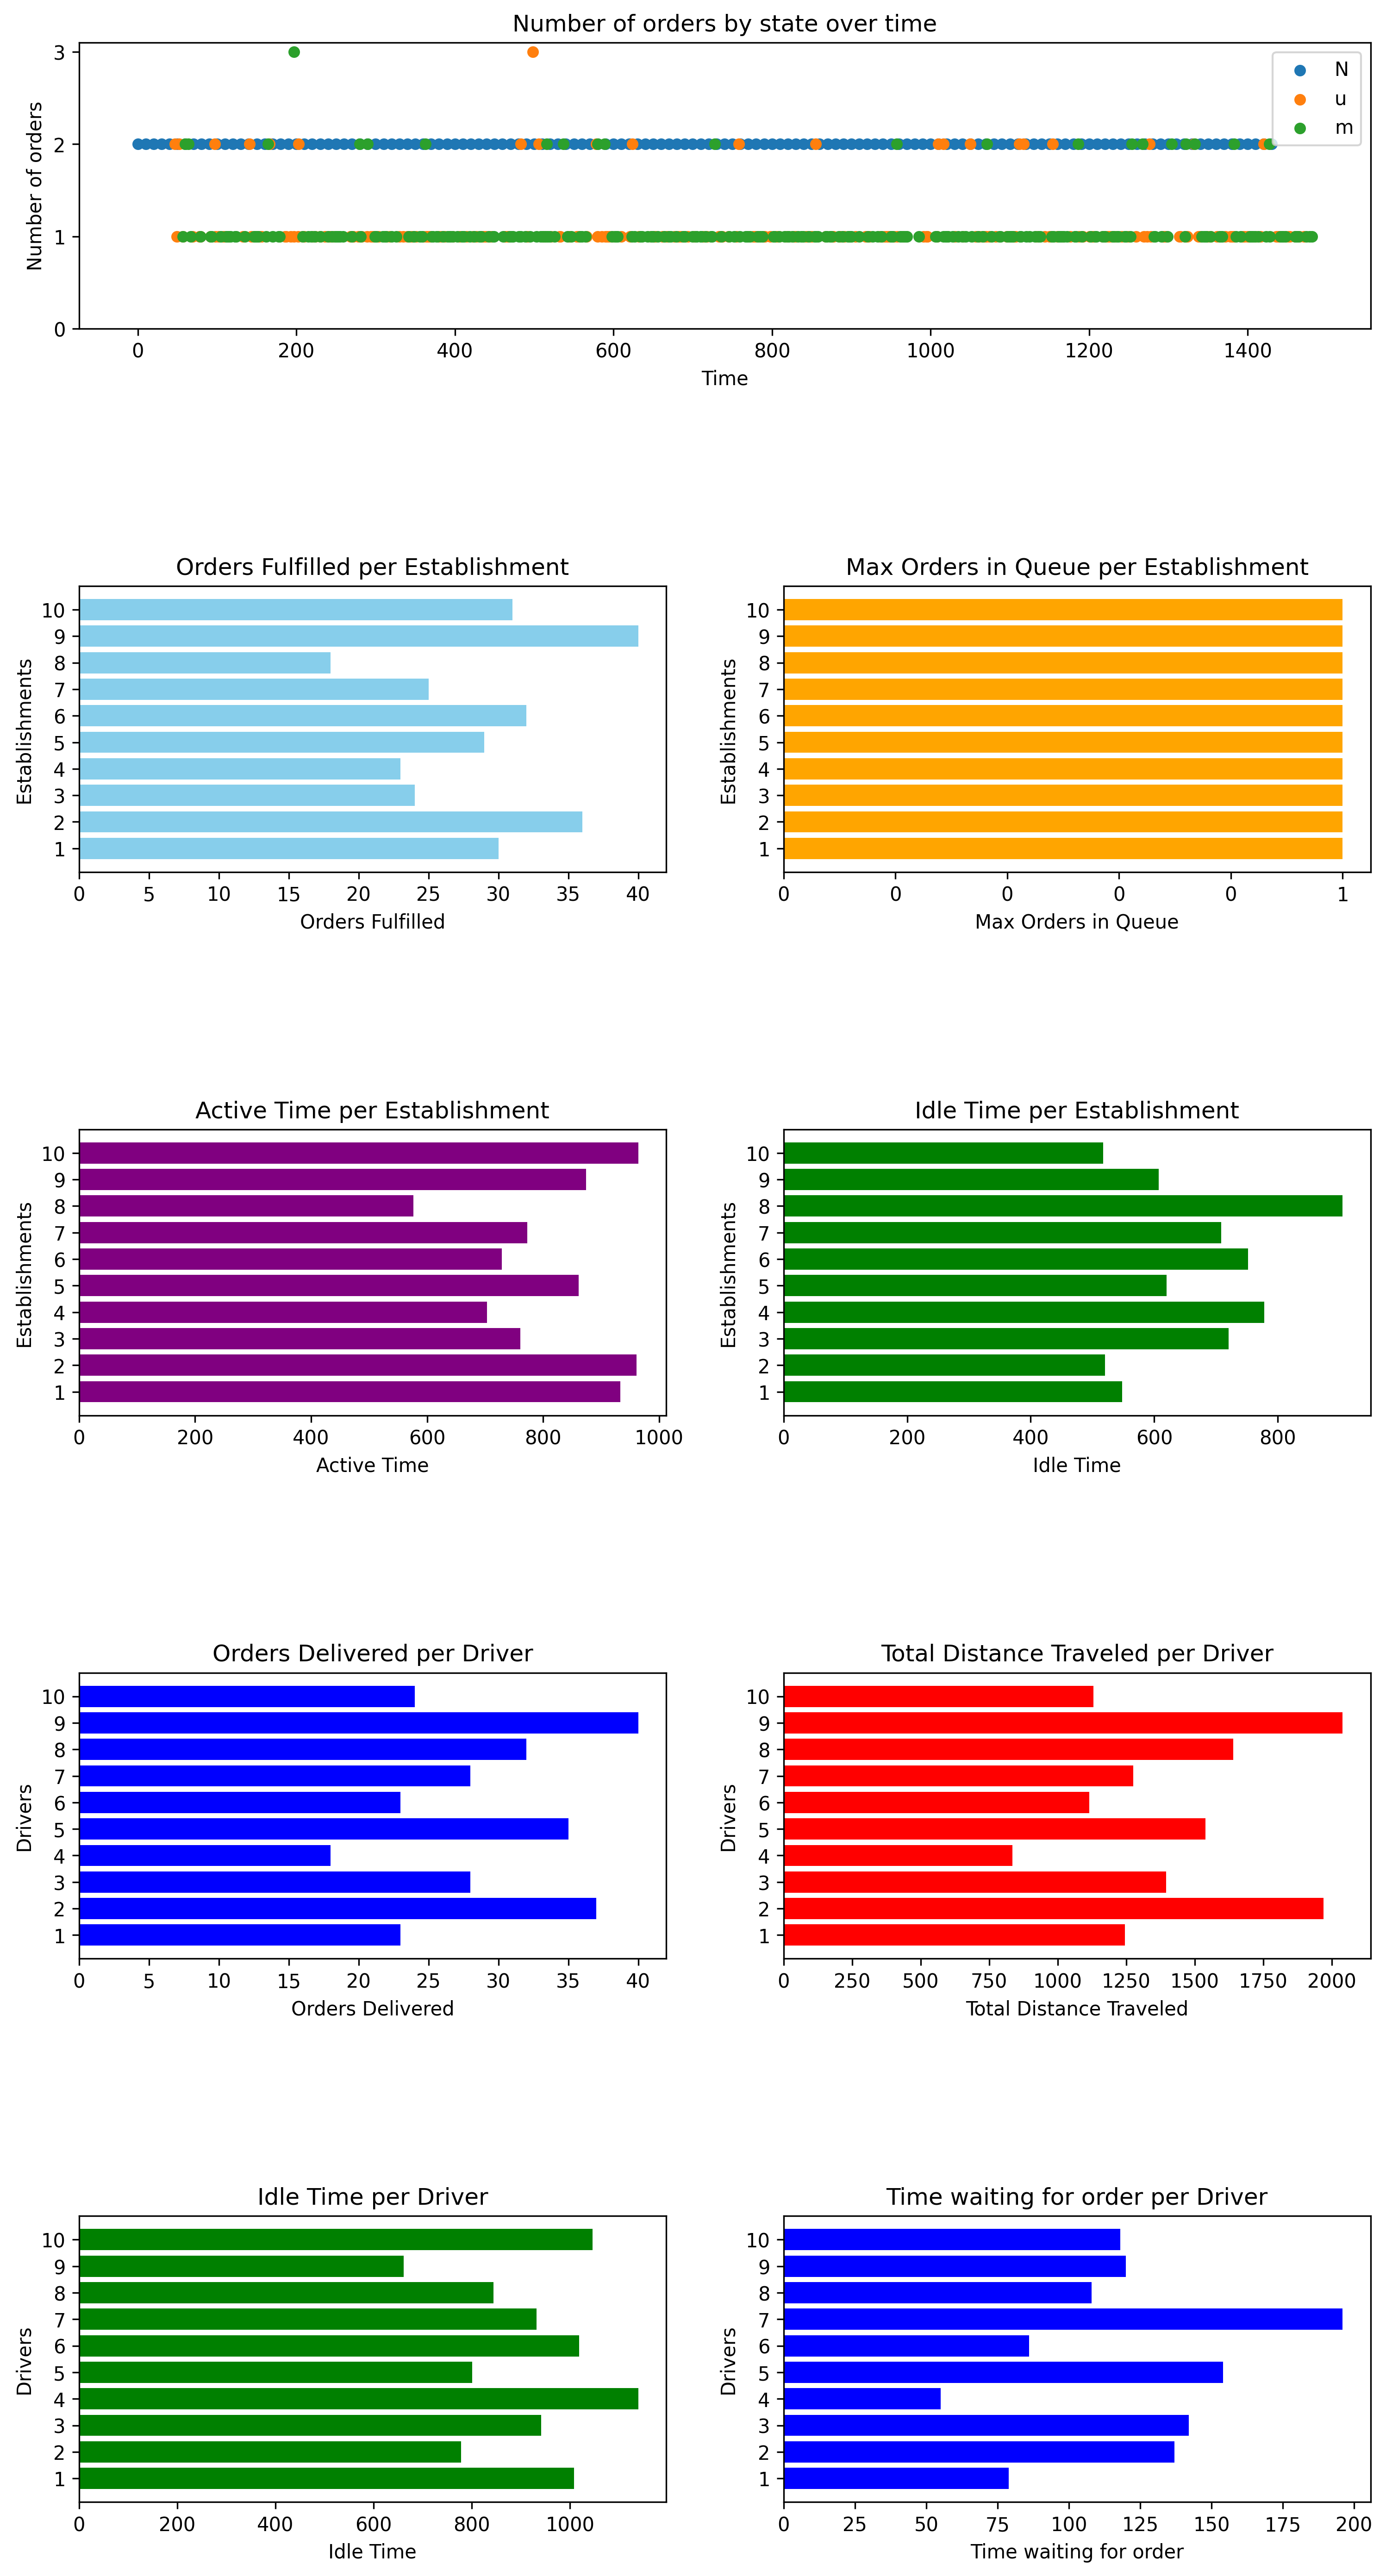 Number of orders by state over time
Number of orders
3
2
1
0
N
u
m
0 200 400 600 800 1000 1200 1400
Time
Orders Fulfilled per Establishment
Establishments
10
9
8
7
6
5
4
3
2
1
0 5 10 15 20 25 30 35 40
Orders Fulfilled
Max Orders in Queue per Establishment
Establishments
10
9
8
7
6
5
4
3
2
1
0 0 0 0 0 1
Max Orders in Queue
Active Time per Establishment
Establishments
10
9
8
7
6
5
4
3
2
1
0 200 400 600 800 1000
Active Time
Idle Time per Establishment
Establishments
10
9
8
7
6
5
4
3
2
1
0 200 400 600 800
Idle Time
Orders Delivered per Driver
Drivers
10
9
8
7
6
5
4
3
2
1
0 5 10 15 20 25 30 35 40
Orders Delivered
Total Distance Traveled per Driver
Drivers
10
9
8
7
6
5
4
3
2
1
0 250 500 750 1000 1250 1500 1750 2000
Total Distance Traveled
Idle Time per Driver
Drivers
10
9
8
7
6
5
4
3
2
1
0 200 400 600 800 1000
Idle Time
Time waiting for order per Driver
Drivers
10
9
8
7
6
5
4
3
2
1
0 25 50 75 100 125 150 175 200
Time waiting for order